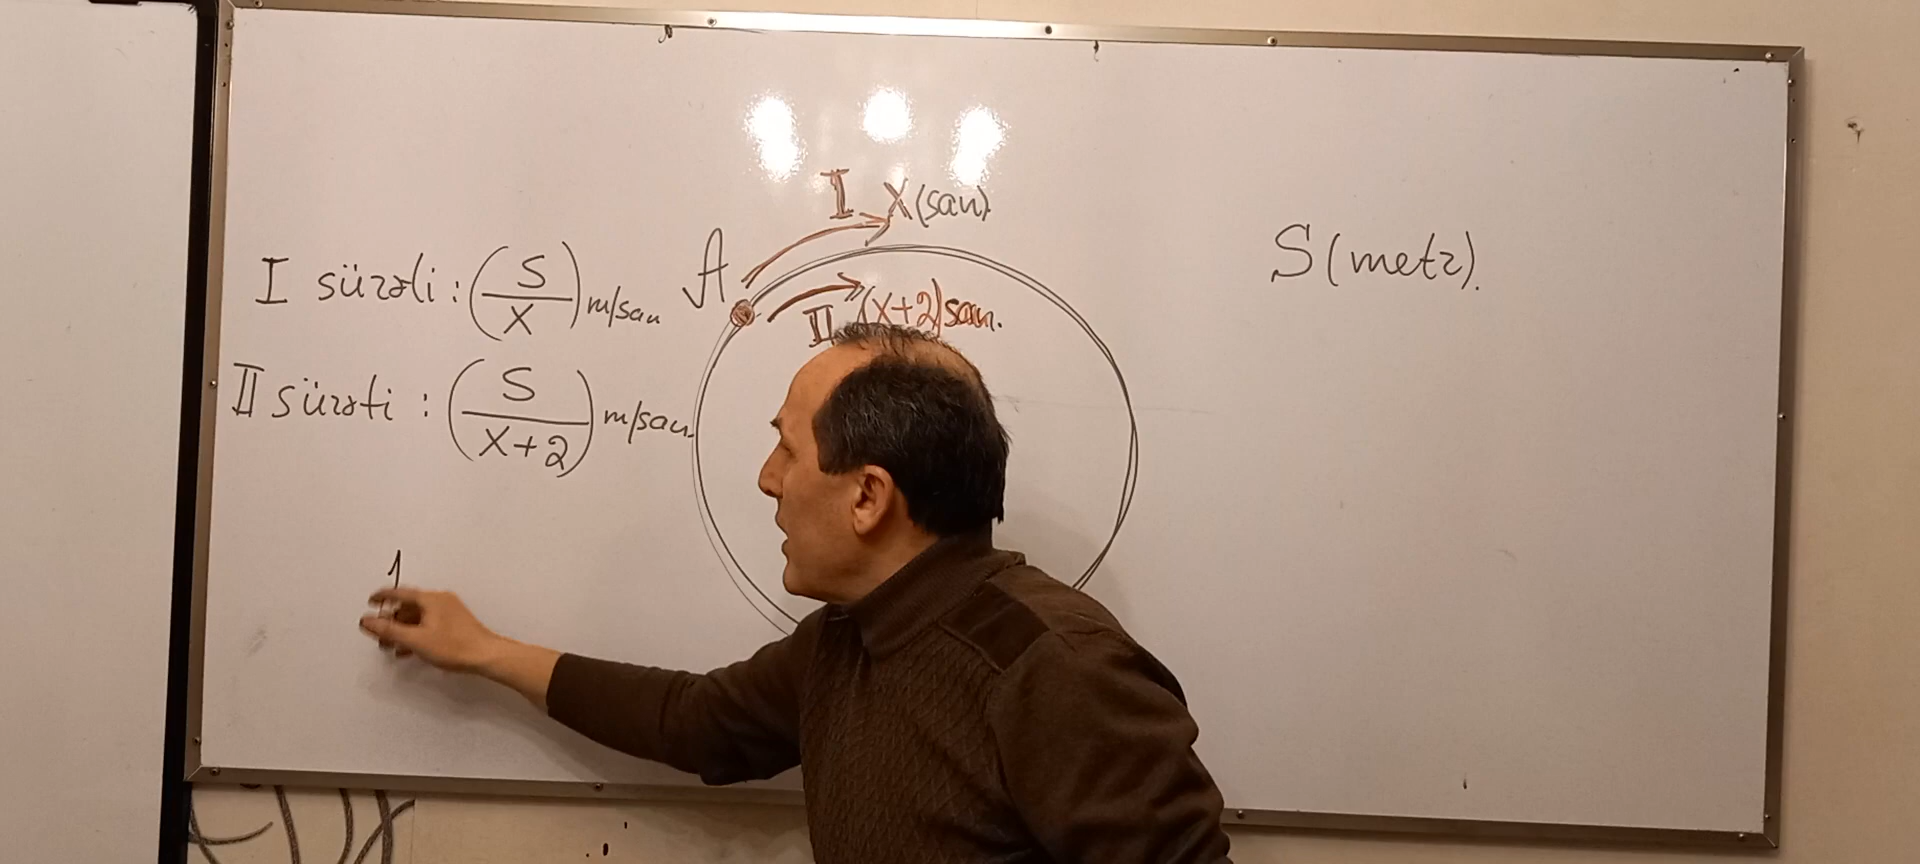 I X (san)
A
II (x+2) san.
I sürəti : (S/X) m/san
II sürəti : (S/X+2) m/san.
S (metr).
1